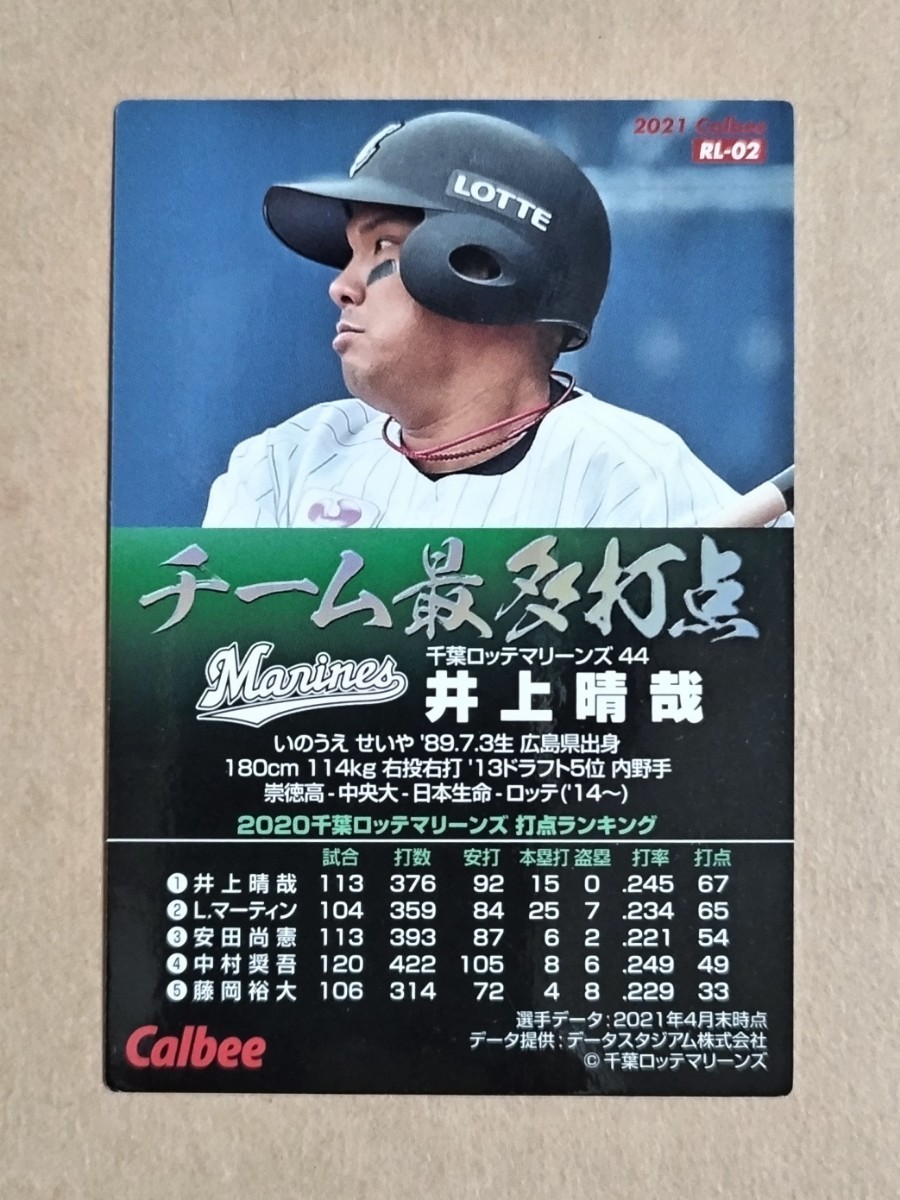 2021 Calbee
RL-02
LOTTE
チーム最多打点
Marines
千葉ロッテマリーンズ 44
井上晴哉
いのうえ せいや '89.7.3生 広島県出身
180cm 114kg 右投右打 '13ドラフト5位 内野手
崇徳高-中央大-日本生命-ロッテ('14〜)
2020千葉ロッテマリーンズ 打点ランキング
試合 打数 安打 本塁打 盗塁 打率 打点
❶井上晴哉 113 376 92 15 0 .245 67
❷L.マーティン 104 359 84 25 7 .234 65
❸安田尚憲 113 393 87 6 2 .221 54
❹中村奨吾 120 422 105 8 6 .249 49
❺藤岡裕大 106 314 72 4 8 .229 33
選手データ:2021年4月末時点
データ提供:データスタジアム株式会社
©千葉ロッテマリーンズ
Calbee